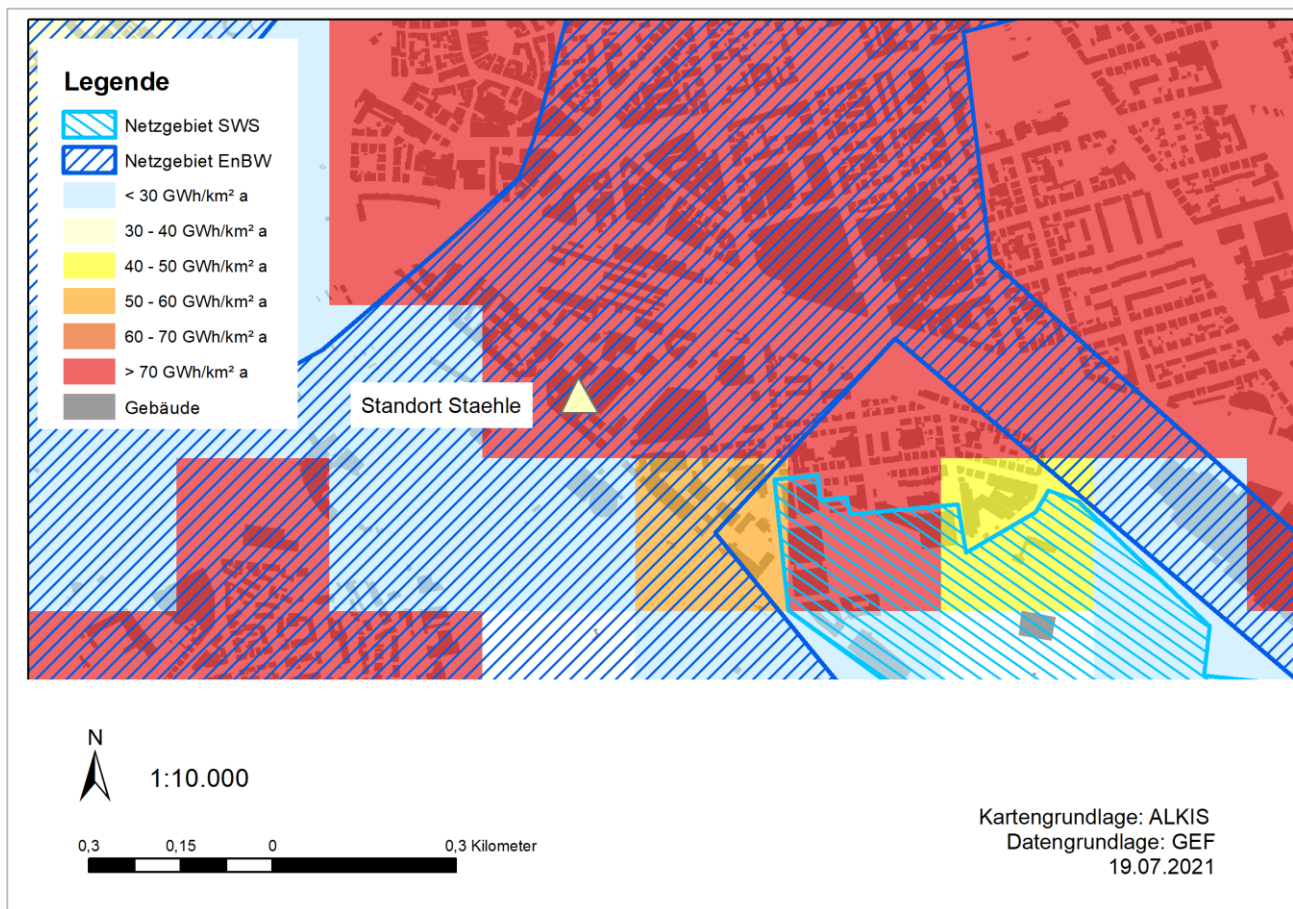 Legende
Netzgebiet SWS
Netzgebiet EnBW
< 30 GWh/km² a
30 - 40 GWh/km² a
40 - 50 GWh/km² a
50 - 60 GWh/km² a
60 - 70 GWh/km² a
> 70 GWh/km² a
Gebäude
Standort Staehle
N
1:10.000
0,3 0,15 0 0,3 Kilometer
Kartengrundlage: ALKIS
Datengrundlage: GEF
19.07.2021